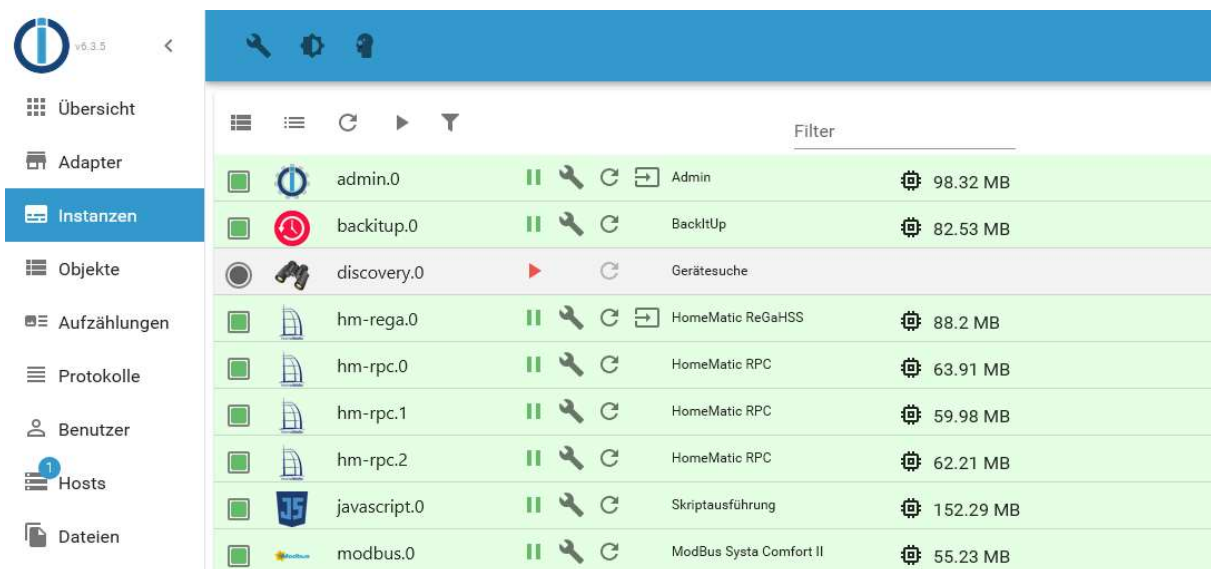 v6.3.5
Übersicht
Adapter
Instanzen
Objekte
Aufzählungen
Protokolle
Benutzer
1
Hosts
Dateien
Filter
admin.0 Admin 98.32 MB
backitup.0 BackItUp 82.53 MB
discovery.0 Gerätesuche
hm-rega.0 HomeMatic ReGaHSS 88.2 MB
hm-rpc.0 HomeMatic RPC 63.91 MB
hm-rpc.1 HomeMatic RPC 59.98 MB
hm-rpc.2 HomeMatic RPC 62.21 MB
JS javascript.0 Skriptausführung 152.29 MB
Modbus modbus.0 ModBus Systa Comfort II 55.23 MB